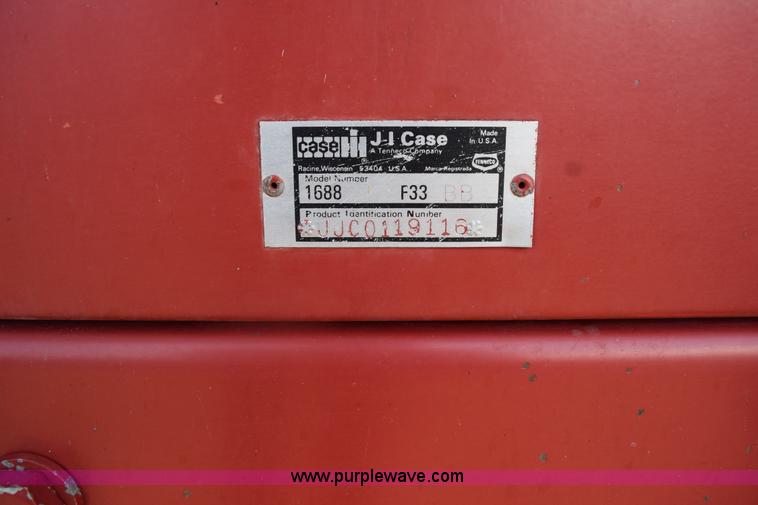 case IH
J I Case
A Tenneco Company
Made
In U.S.A.
TENNECO
®
Racine, Wisconsin 53404 U.S.A.
Marca Registrada
Model Number
1688 F33 BB
Product Identification Number
*JJC0119116*
www.purplewave.com